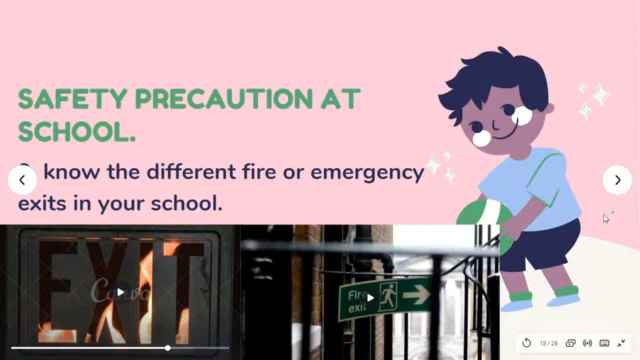 SAFETY PRECAUTION AT
SCHOOL.
know the different fire or emergency
exits in your school.
EXIT
Canva
Fire
exit
18 / 29